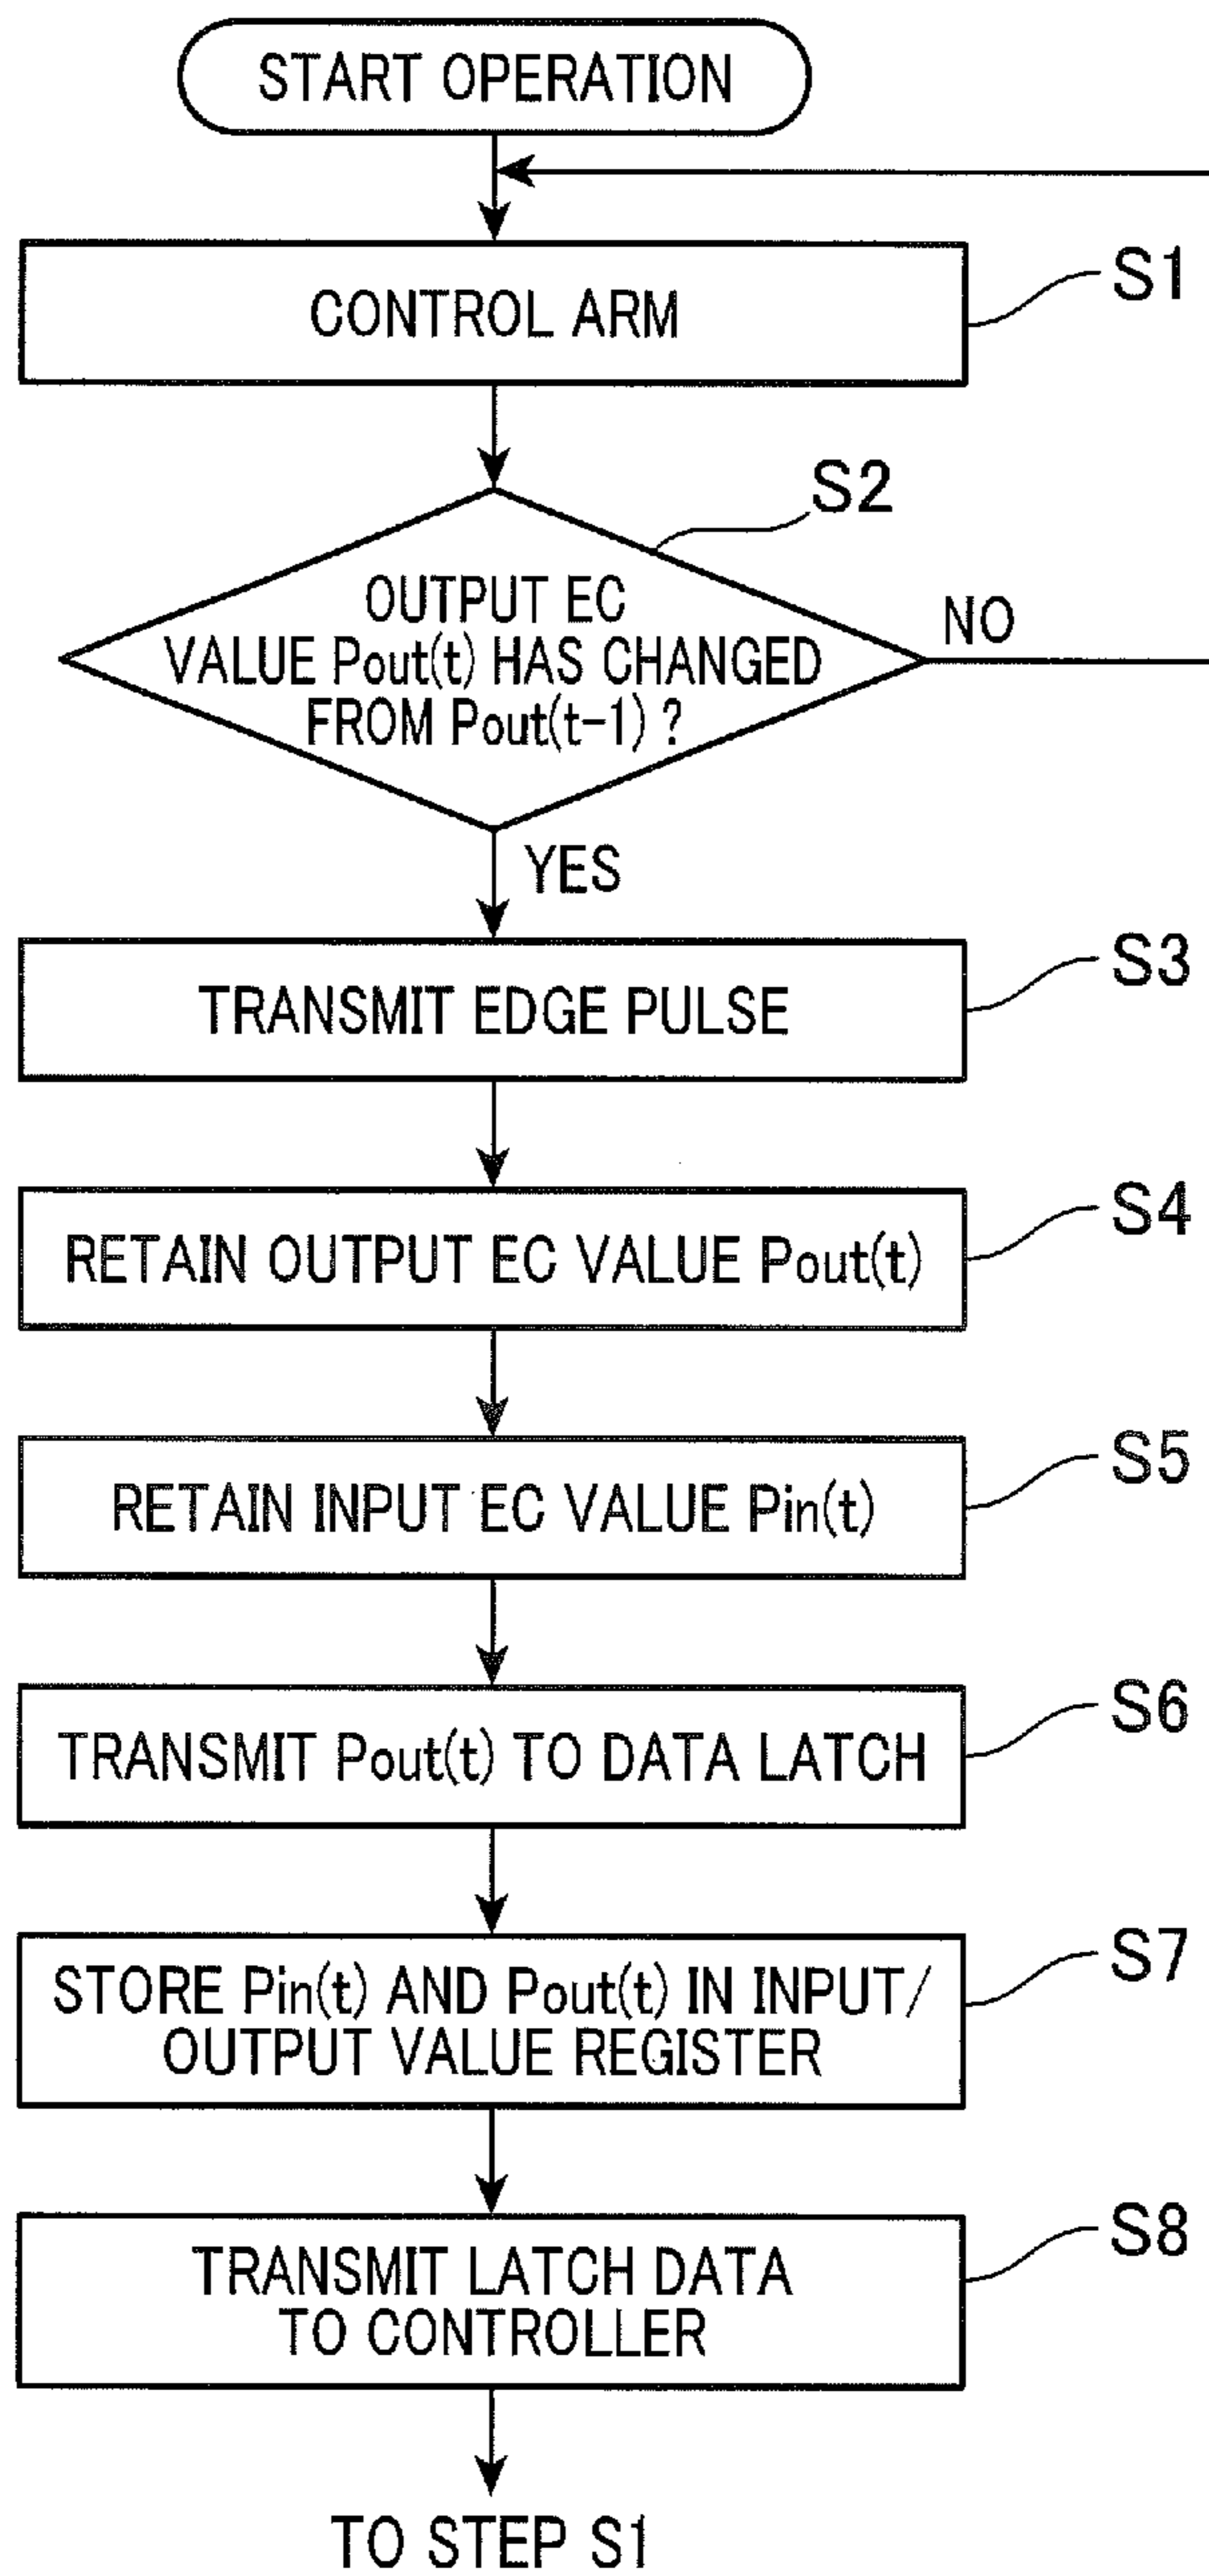 START OPERATION
CONTROL ARM
S1
S2
OUTPUT EC
VALUE Pout(t) HAS CHANGED
FROM Pout(t-1) ?
NO
YES
TRANSMIT EDGE PULSE
S3
RETAIN OUTPUT EC VALUE Pout(t)
S4
RETAIN INPUT EC VALUE Pin(t)
S5
TRANSMIT Pout(t) TO DATA LATCH
S6
STORE Pin(t) AND Pout(t) IN INPUT/
OUTPUT VALUE REGISTER
S7
TRANSMIT LATCH DATA
TO CONTROLLER
S8
TO STEP S1